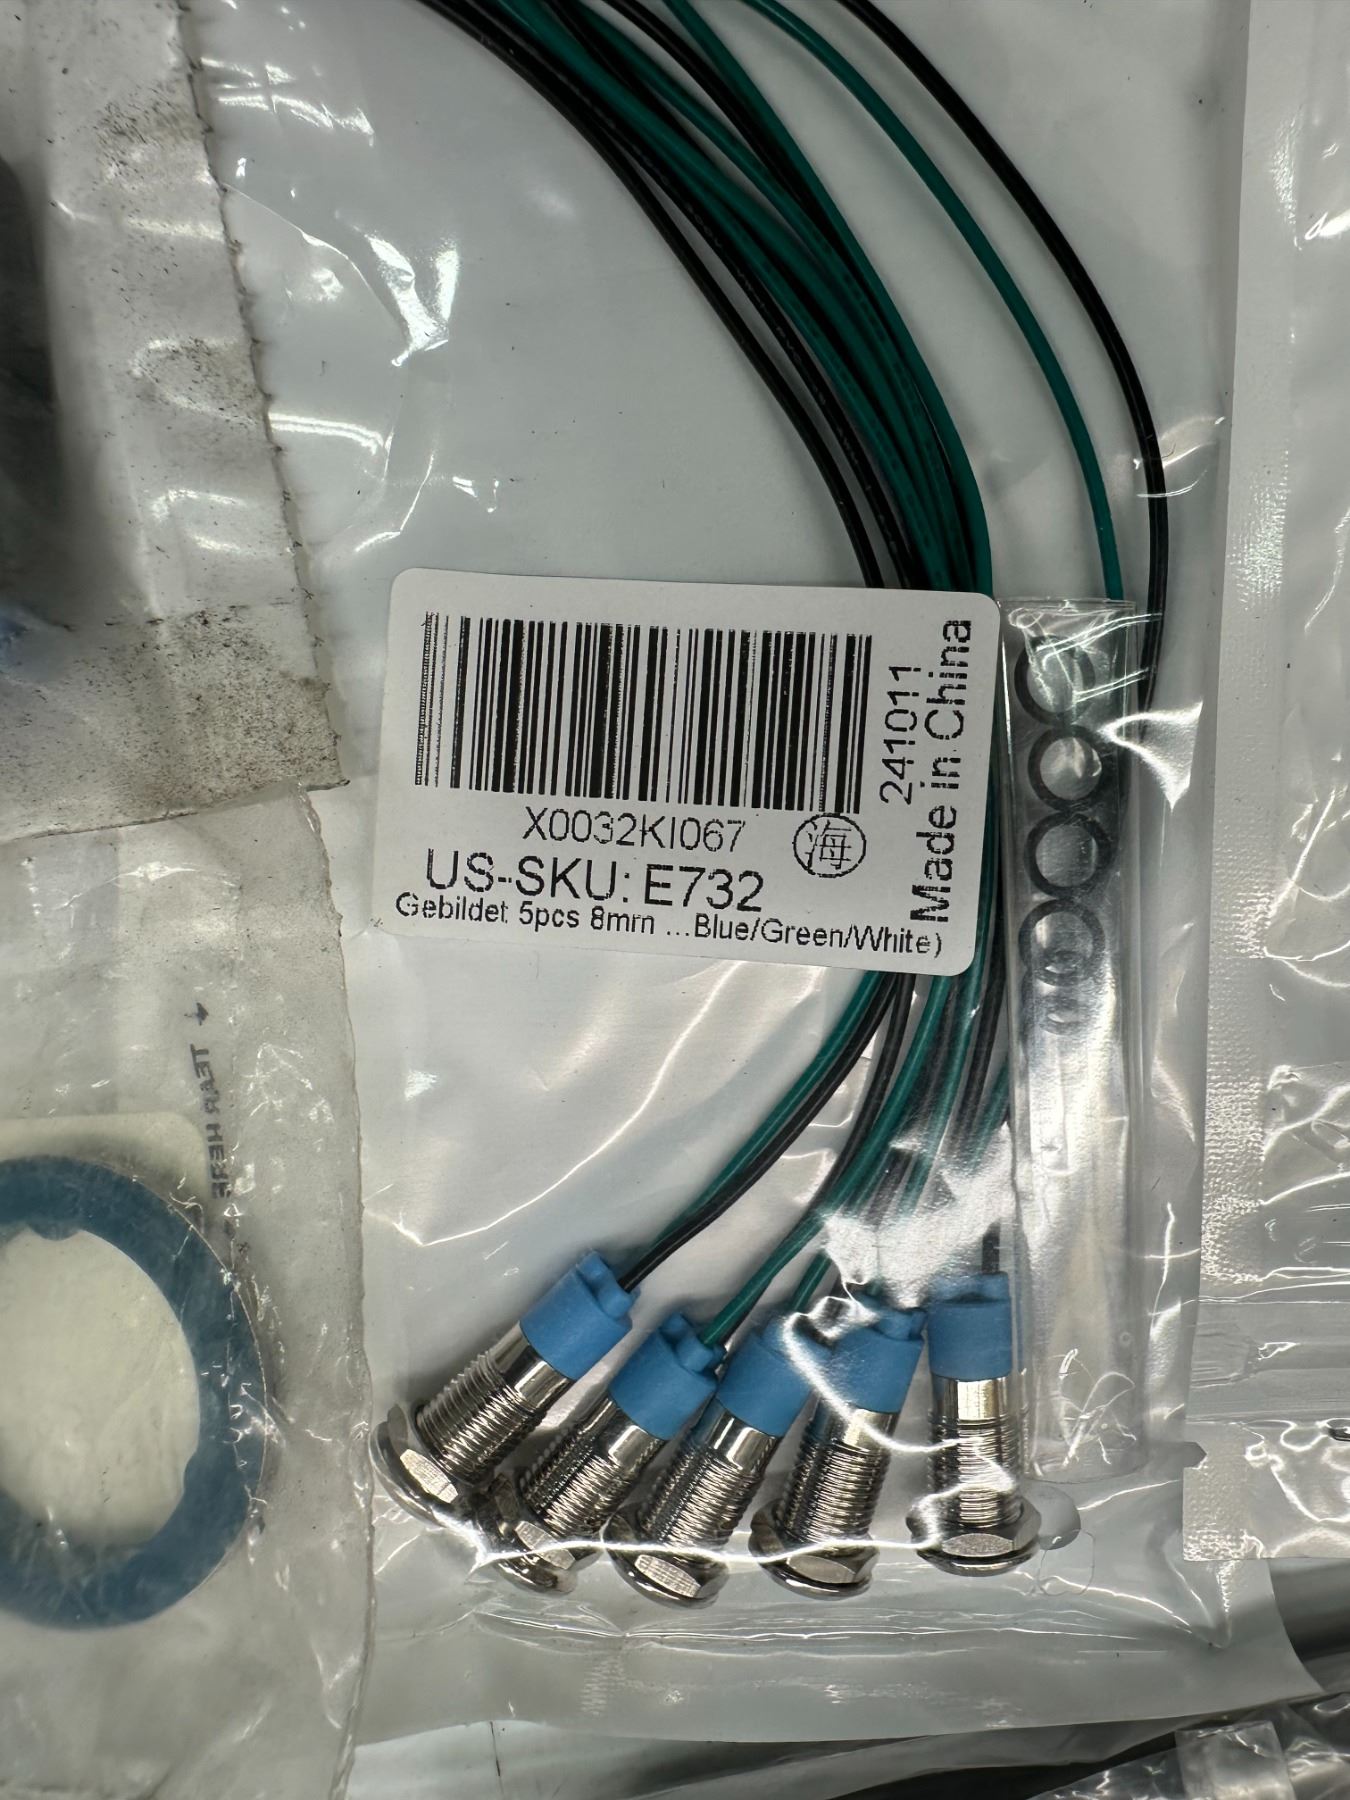 X0032KI067
海
US-SKU: E732
Gebildet 5pcs 8mm ...Blue/Green/White)
241011
Made in China
TEAR HERE